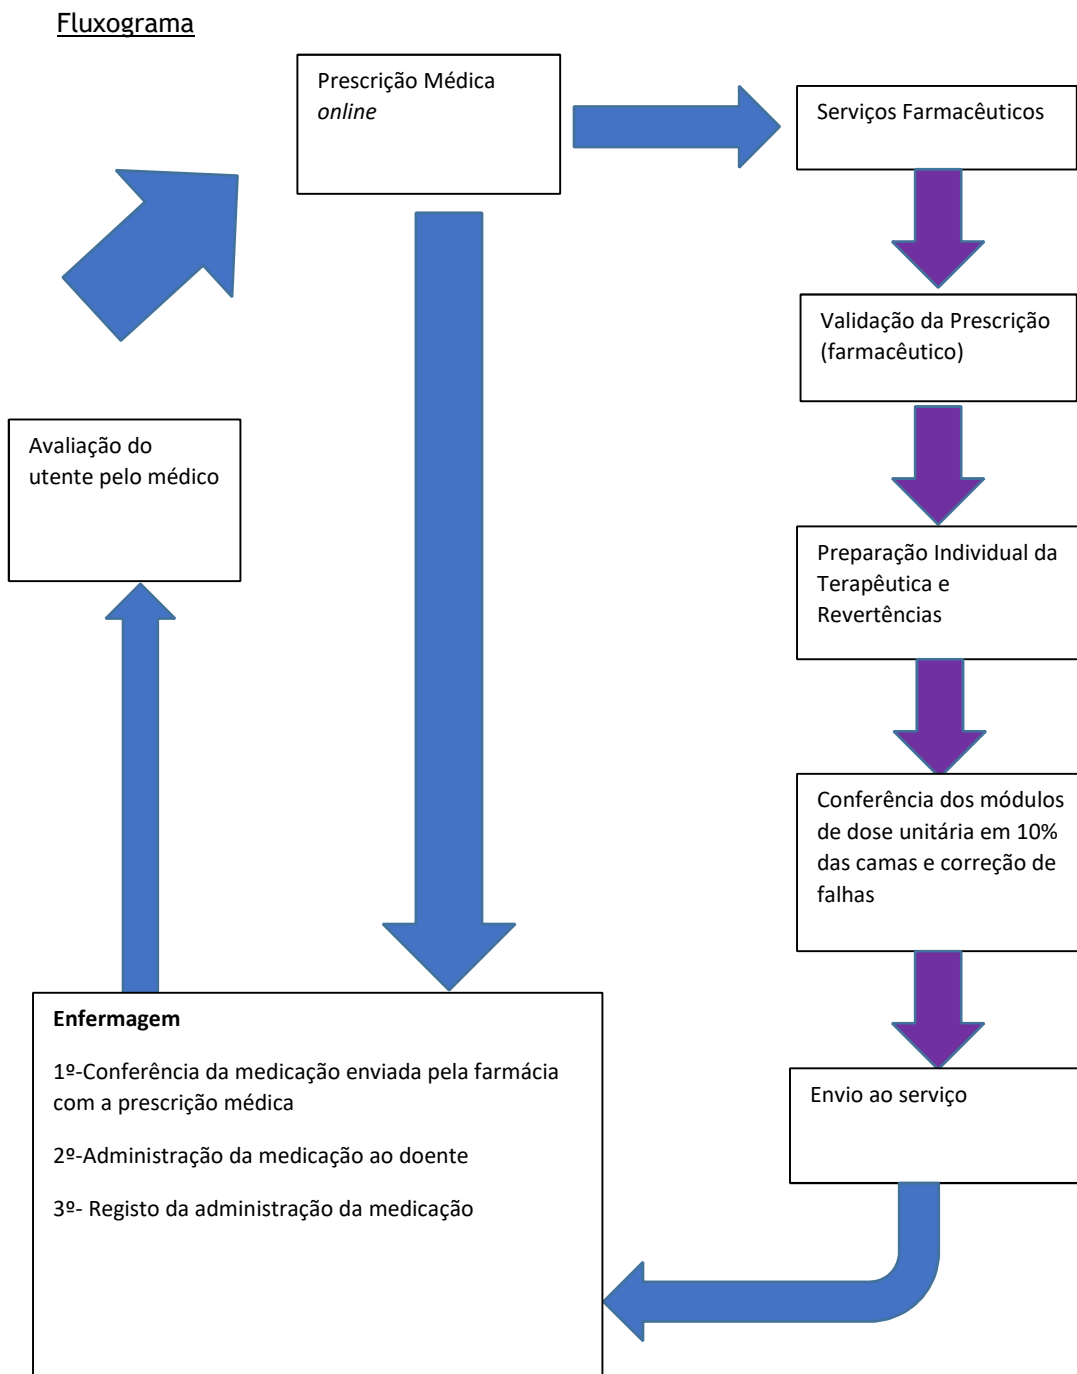 Fluxograma
Prescrição Médica
online
Serviços Farmacêuticos
Validação da Prescrição
(farmacêutico)
Avaliação do
utente pelo médico
Preparação Individual da
Terapêutica e
Revertências
Conferência dos módulos
de dose unitária em 10%
das camas e correção de
falhas
Enfermagem
1º-Conferência da medicação enviada pela farmácia
com a prescrição médica
2º-Administração da medicação ao doente
3º- Registo da administração da medicação
Envio ao serviço